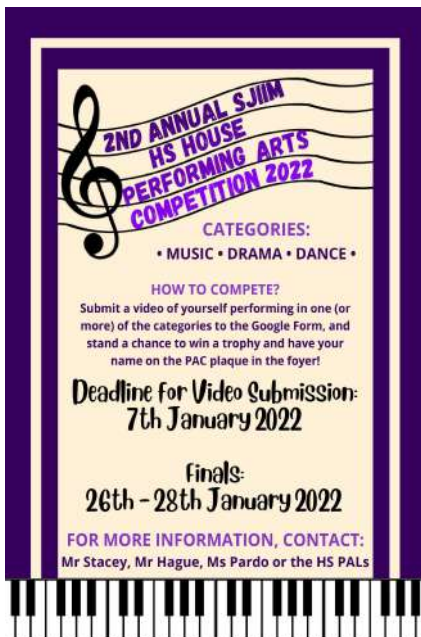 2ND ANNUAL SJIIM
HS HOUSE
PERFORMING ARTS
COMPETITION 2022
CATEGORIES:
• MUSIC • DRAMA • DANCE •
HOW TO COMPETE?
Submit a video of yourself performing in one (or
more) of the categories to the Google Form, and
stand a chance to win a trophy and have your
name on the PAC plaque in the foyer!
Deadline for Video Submission:
7th January 2022
Finals:
26th - 28th January 2022
FOR MORE INFORMATION, CONTACT:
Mr Stacey, Mr Hague, Ms Pardo or the HS PALs